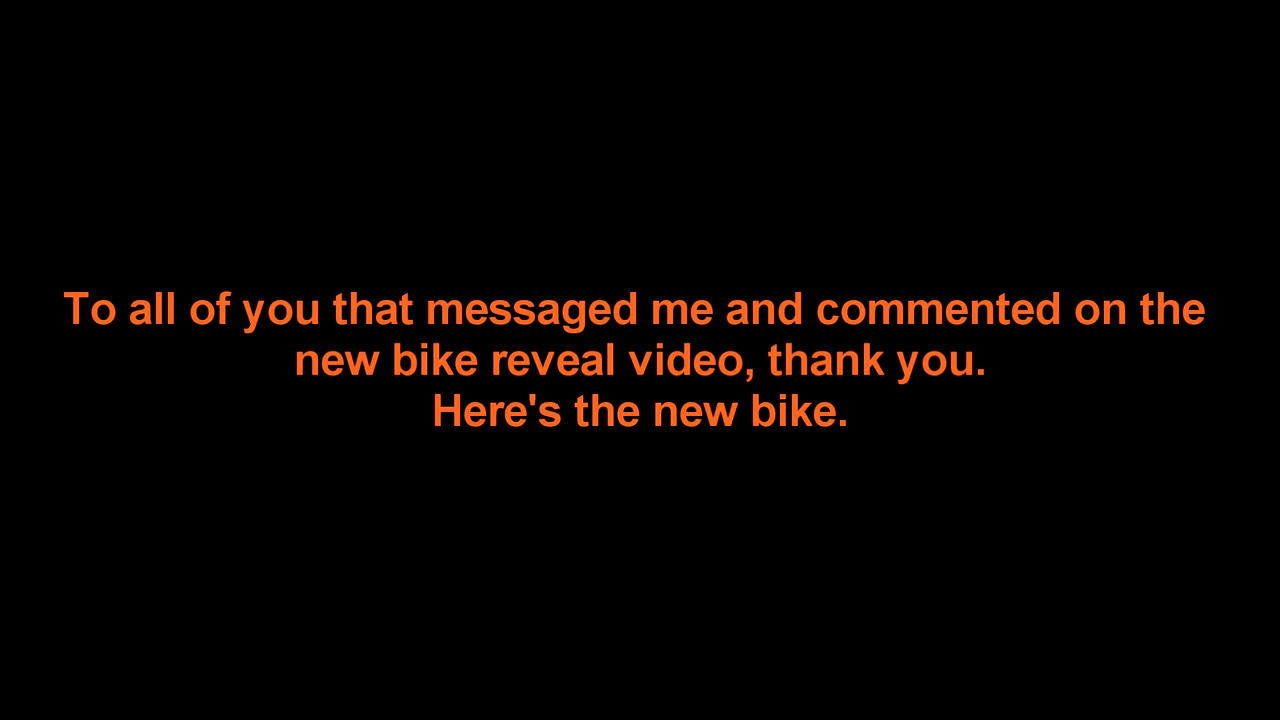 To all of you that messaged me and commented on the
new bike reveal video, thank you.
Here's the new bike.